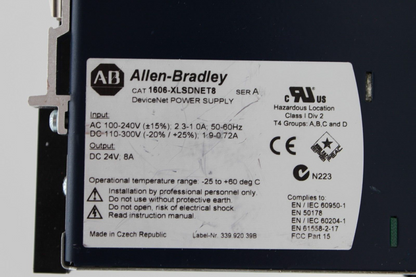 AB Allen-Bradley
CAT 1606-XLSDNET8 SER A
DeviceNet POWER SUPPLY
Input:
AC 100-240V (±15%); 2.3-1.0A; 50-60Hz
DC 110-300V (-20% / +25%); 1.9-0.72A
Output:
DC 24V, 8A
Operational temperature range: -25 to +60 deg C
Installation by professional personnel only.
Do not use without protective earth.
Do not open, risk of electrical shock.
Read instruction manual.
Made in Czech Republic
Label-Nr. 339.920.39B
C US
Hazardous Location
Class I Div 2
T4 Groups: A,B,C and D
CE
N223
Complies to:
EN / IEC 60950-1
EN 50178
EN / IEC 60204-1
EN 61558-2-17
FCC Part 15